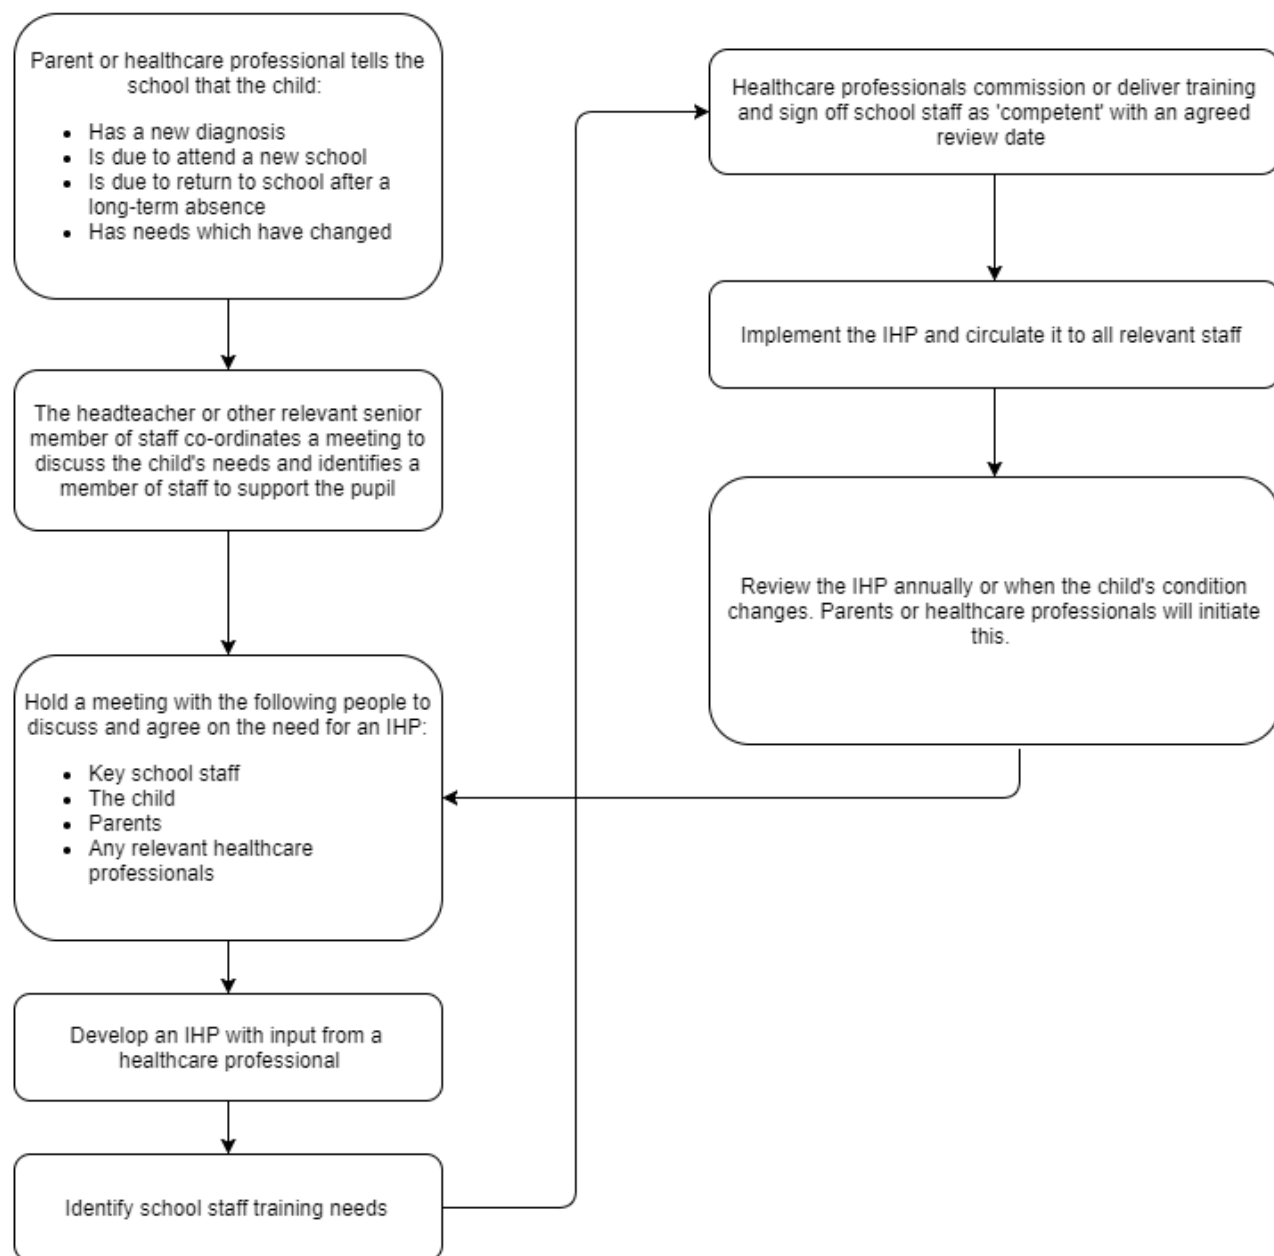 Parent or healthcare professional tells the
school that the child:
• Has a new diagnosis
• Is due to attend a new school
• Is due to return to school after a
long-term absence
• Has needs which have changed
The headteacher or other relevant senior
member of staff co-ordinates a meeting to
discuss the child's needs and identifies a
member of staff to support the pupil
Hold a meeting with the following people to
discuss and agree on the need for an IHP:
• Key school staff
• The child
• Parents
• Any relevant healthcare
professionals
Develop an IHP with input from a
healthcare professional
Identify school staff training needs
Healthcare professionals commission or deliver training
and sign off school staff as 'competent' with an agreed
review date
Implement the IHP and circulate it to all relevant staff
Review the IHP annually or when the child's condition
changes. Parents or healthcare professionals will initiate
this.